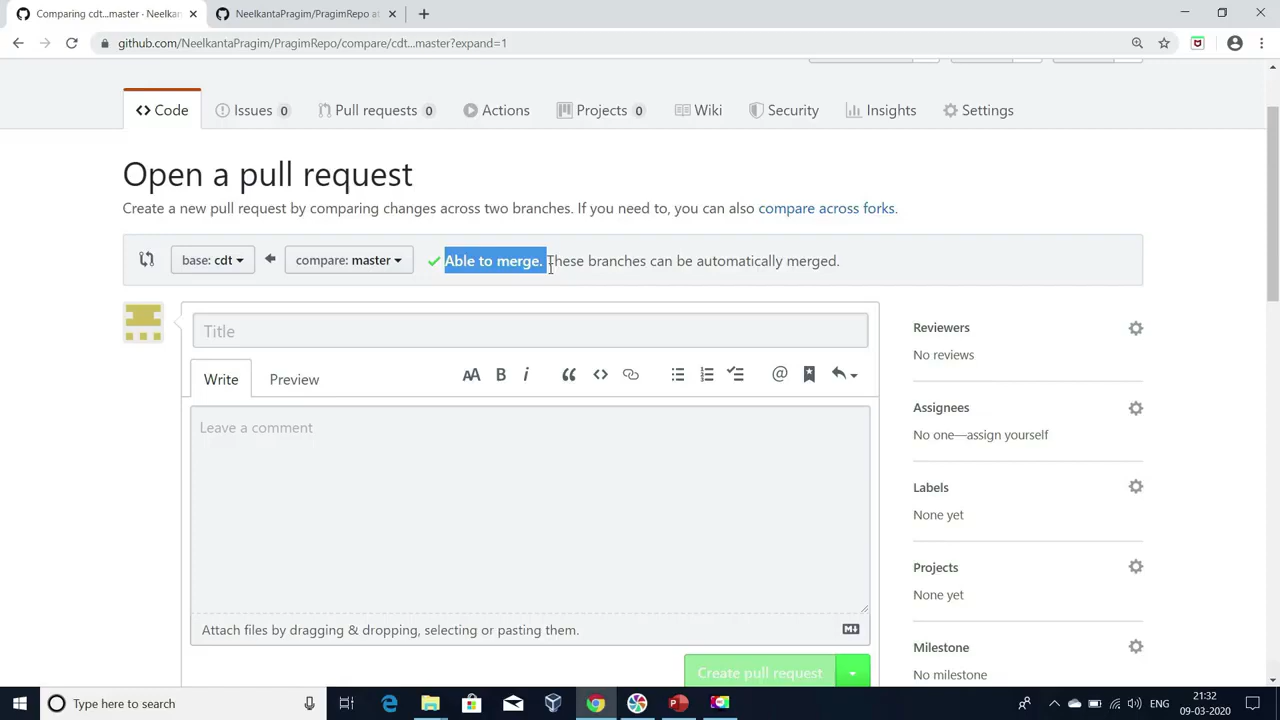 Comparing cdt...master - Neelkan
NeelkantaPragim/PragimRepo at
github.com/NeelkantaPragim/PragimRepo/compare/cdt...master?expand=1
Code
Issues 0
Pull requests 0
Actions
Projects 0
Wiki
Security
Insights
Settings
Open a pull request
Create a new pull request by comparing changes across two branches. If you need to, you can also compare across forks.
base: cdt
compare: master
Able to merge. These branches can be automatically merged.
Title
Write
Preview
Leave a comment
Attach files by dragging & dropping, selecting or pasting them.
Create pull request
Reviewers
No reviews
Assignees
No one—assign yourself
Labels
None yet
Projects
None yet
Milestone
No milestone
Type here to search
21:32
09-03-2020